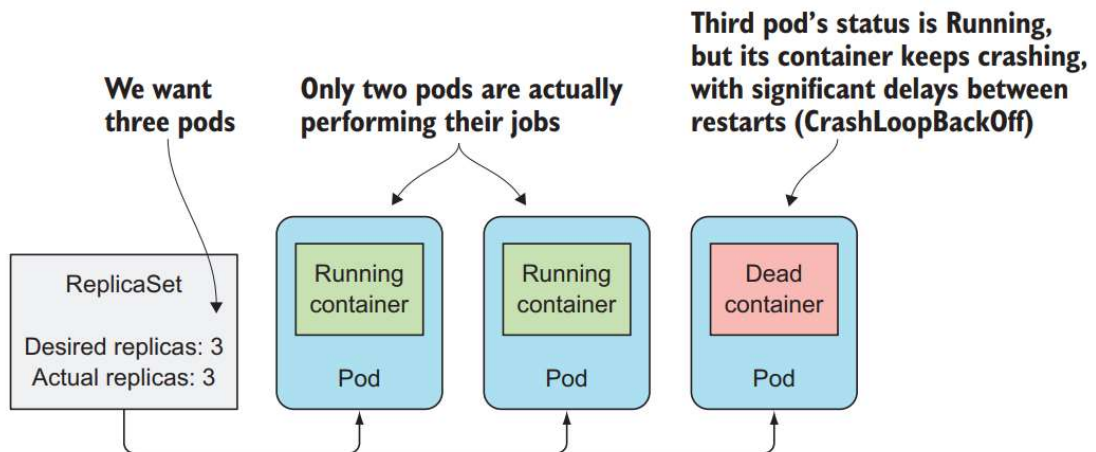 We want
three pods
Only two pods are actually
performing their jobs
Third pod's status is Running,
but its container keeps crashing,
with significant delays between
restarts (CrashLoopBackOff)
ReplicaSet
Desired replicas: 3
Actual replicas: 3
Running
container
Pod
Running
container
Pod
Dead
container
Pod